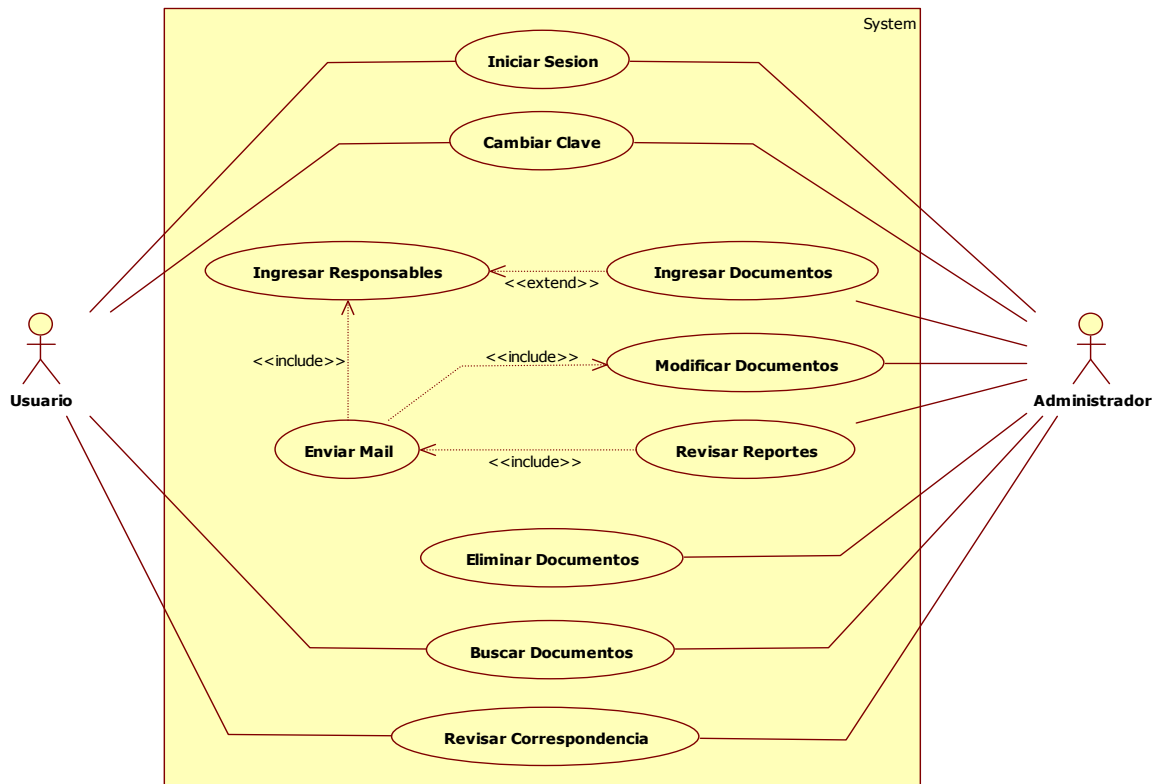 System
Iniciar Sesion
Cambiar Clave
Ingresar Responsables
<<extend>>
Ingresar Documentos
<<include>>
<<include>>
Modificar Documentos
Usuario
Administrador
Enviar Mail
<<include>>
Revisar Reportes
Eliminar Documentos
Buscar Documentos
Revisar Correspondencia